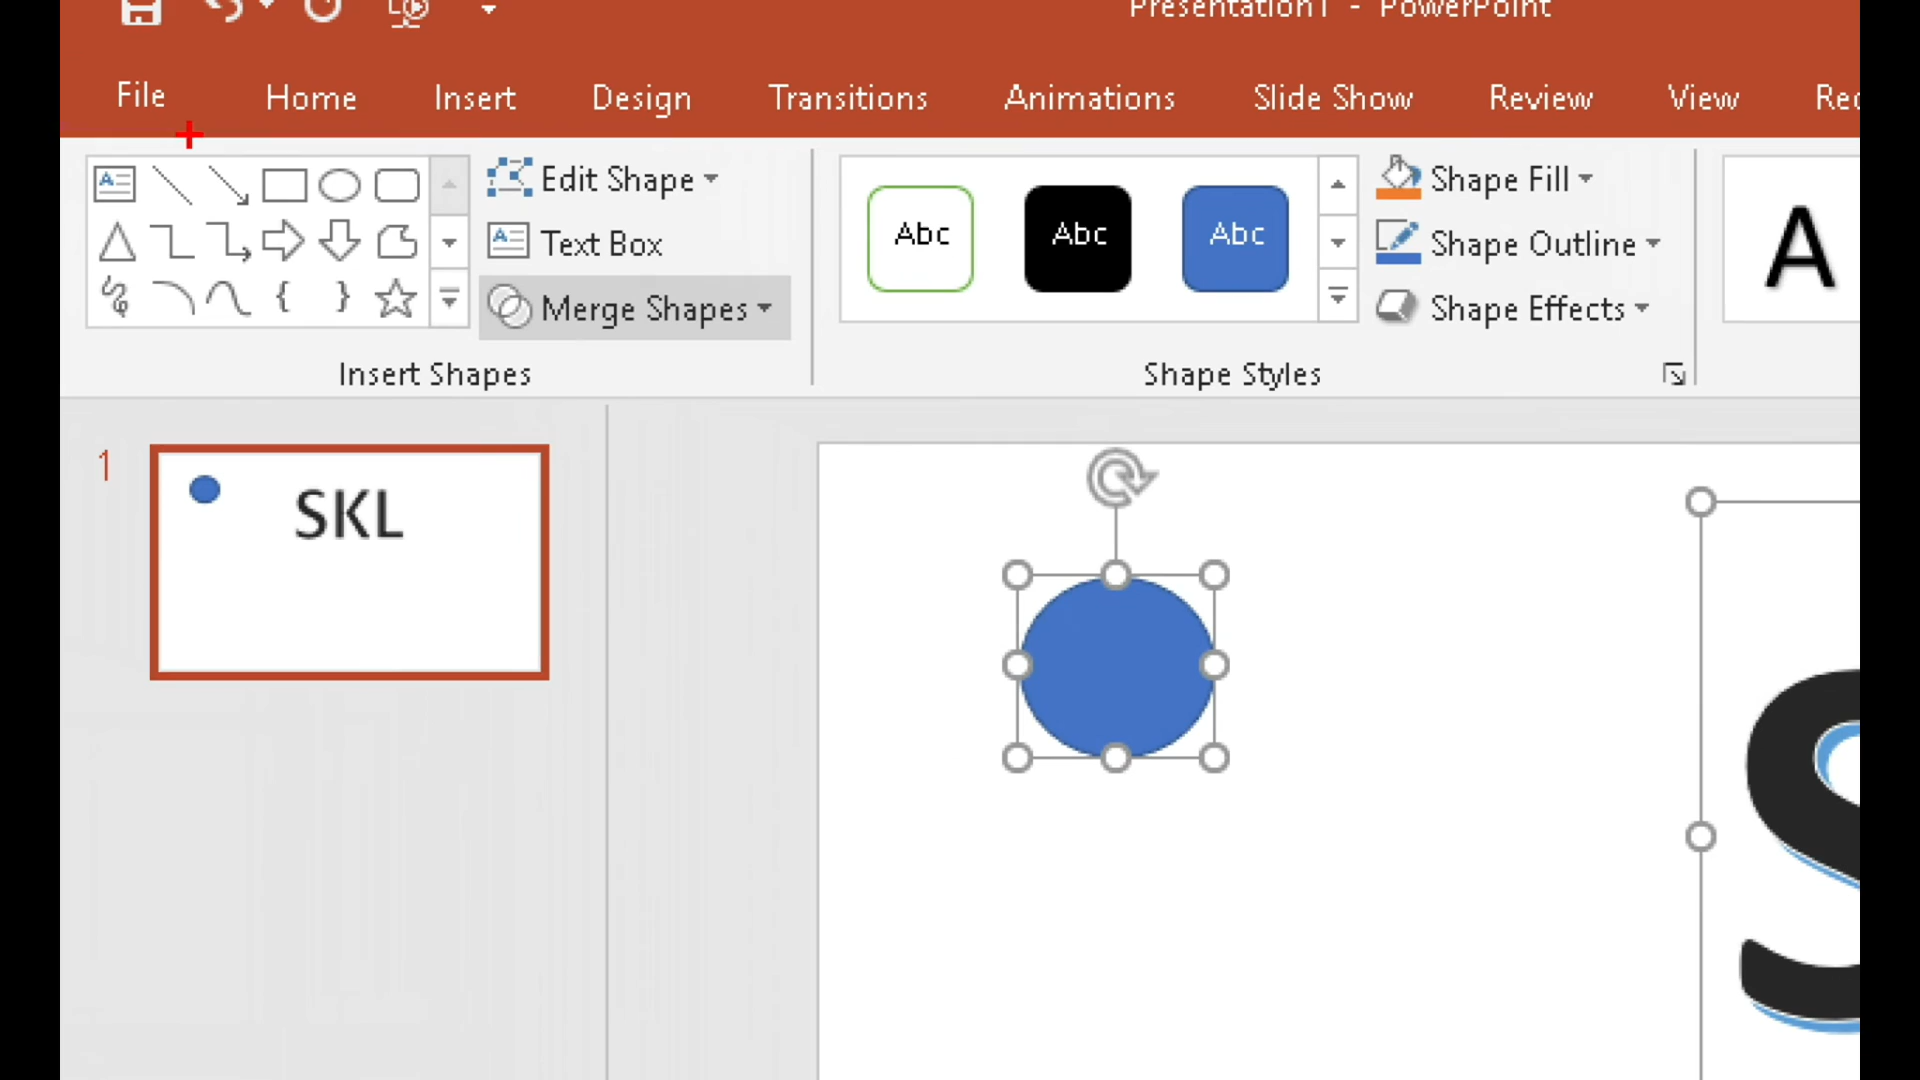 Presentation1 - PowerPoint
File Home Insert Design Transitions Animations Slide Show Review View
Edit Shape
Text Box
Merge Shapes
Insert Shapes
Abc Abc Abc
Shape Fill
Shape Outline
Shape Effects
Shape Styles
A
1
SKL
S